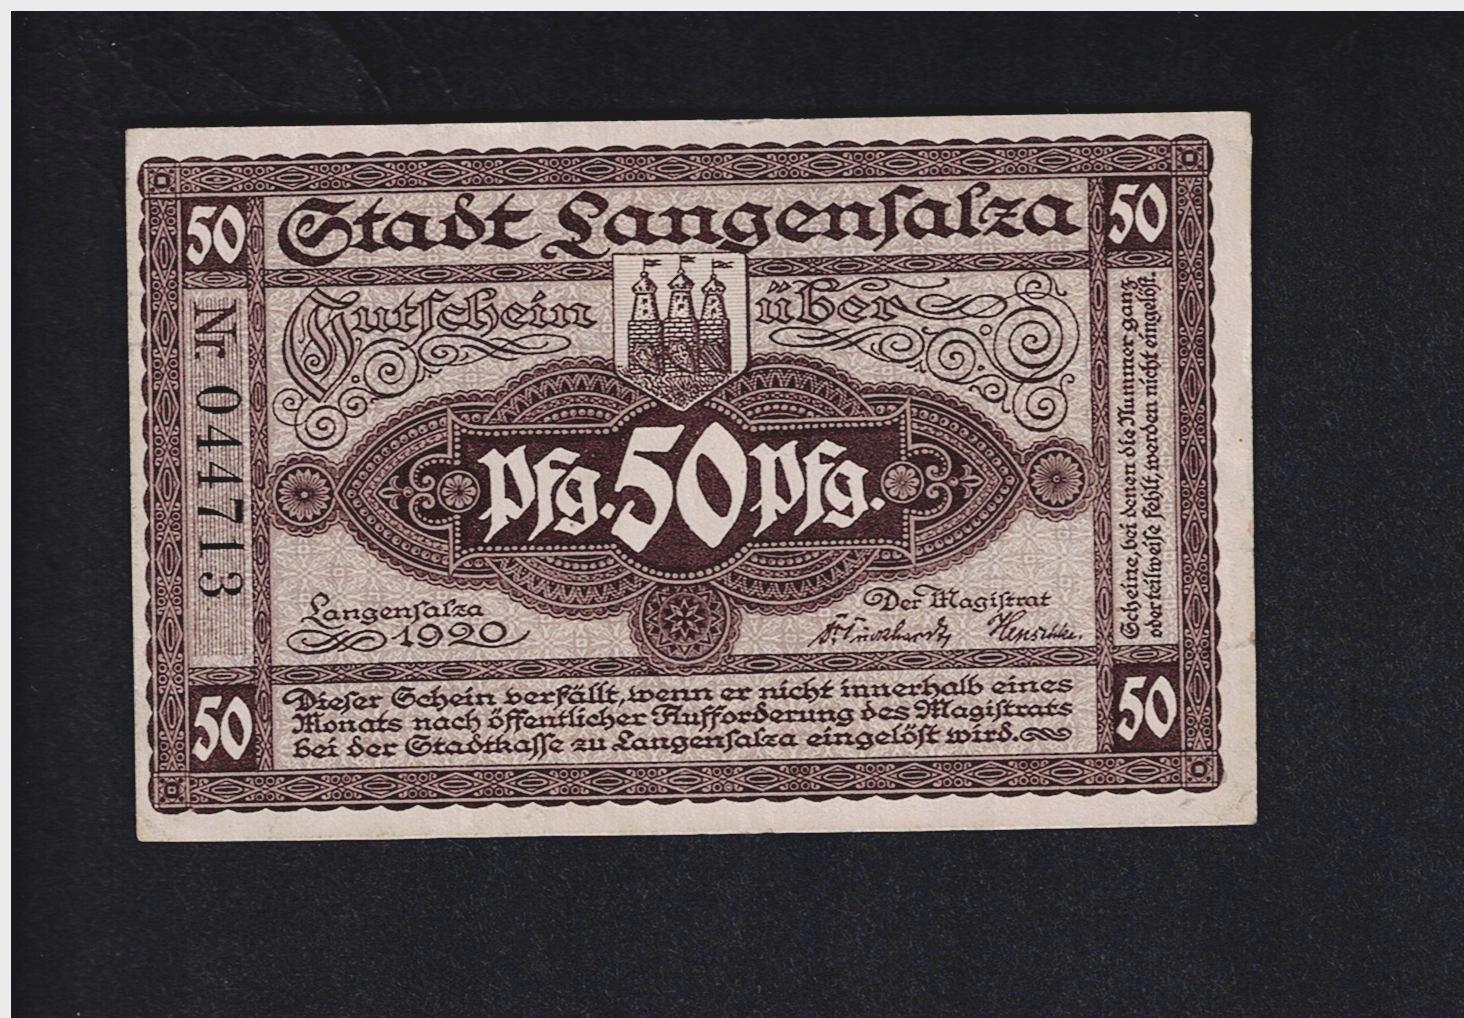 50
Stadt Langensalza
50
Gutschein über
Nr. 044713
Pfg. 50 Pfg.
Scheine, bei denen die Nummer ganz
oder teilweise fehlt, werden nicht eingelöst.
Langensalza
1920
Der Magistrat
Henschke.
50
Dieser Schein verfällt, wenn er nicht innerhalb eines
Monats nach öffentlicher Aufforderung des Magistrats
bei der Stadtkasse zu Langensalza eingelöst wird.
50